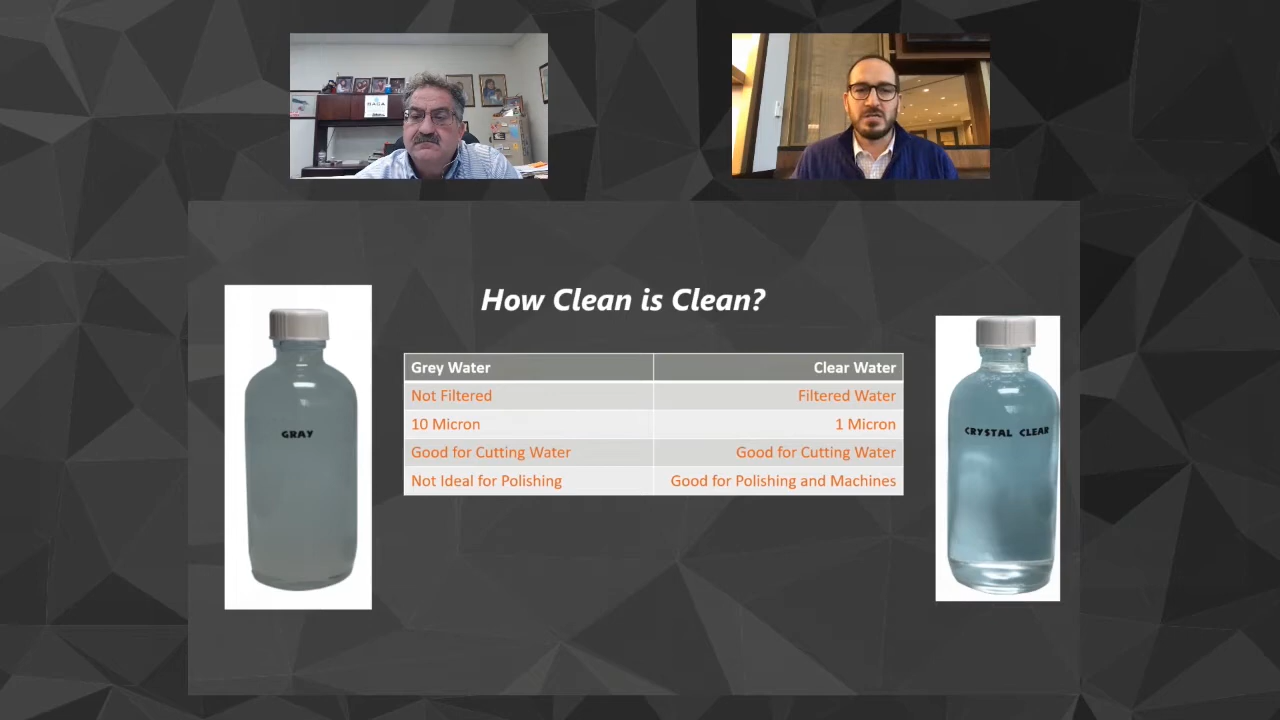 How Clean is Clean?
Grey Water Clear Water
Not Filtered Filtered Water
10 Micron 1 Micron
Good for Cutting Water Good for Cutting Water
Not Ideal for Polishing Good for Polishing and Machines
GRAY
CRYSTAL CLEAR